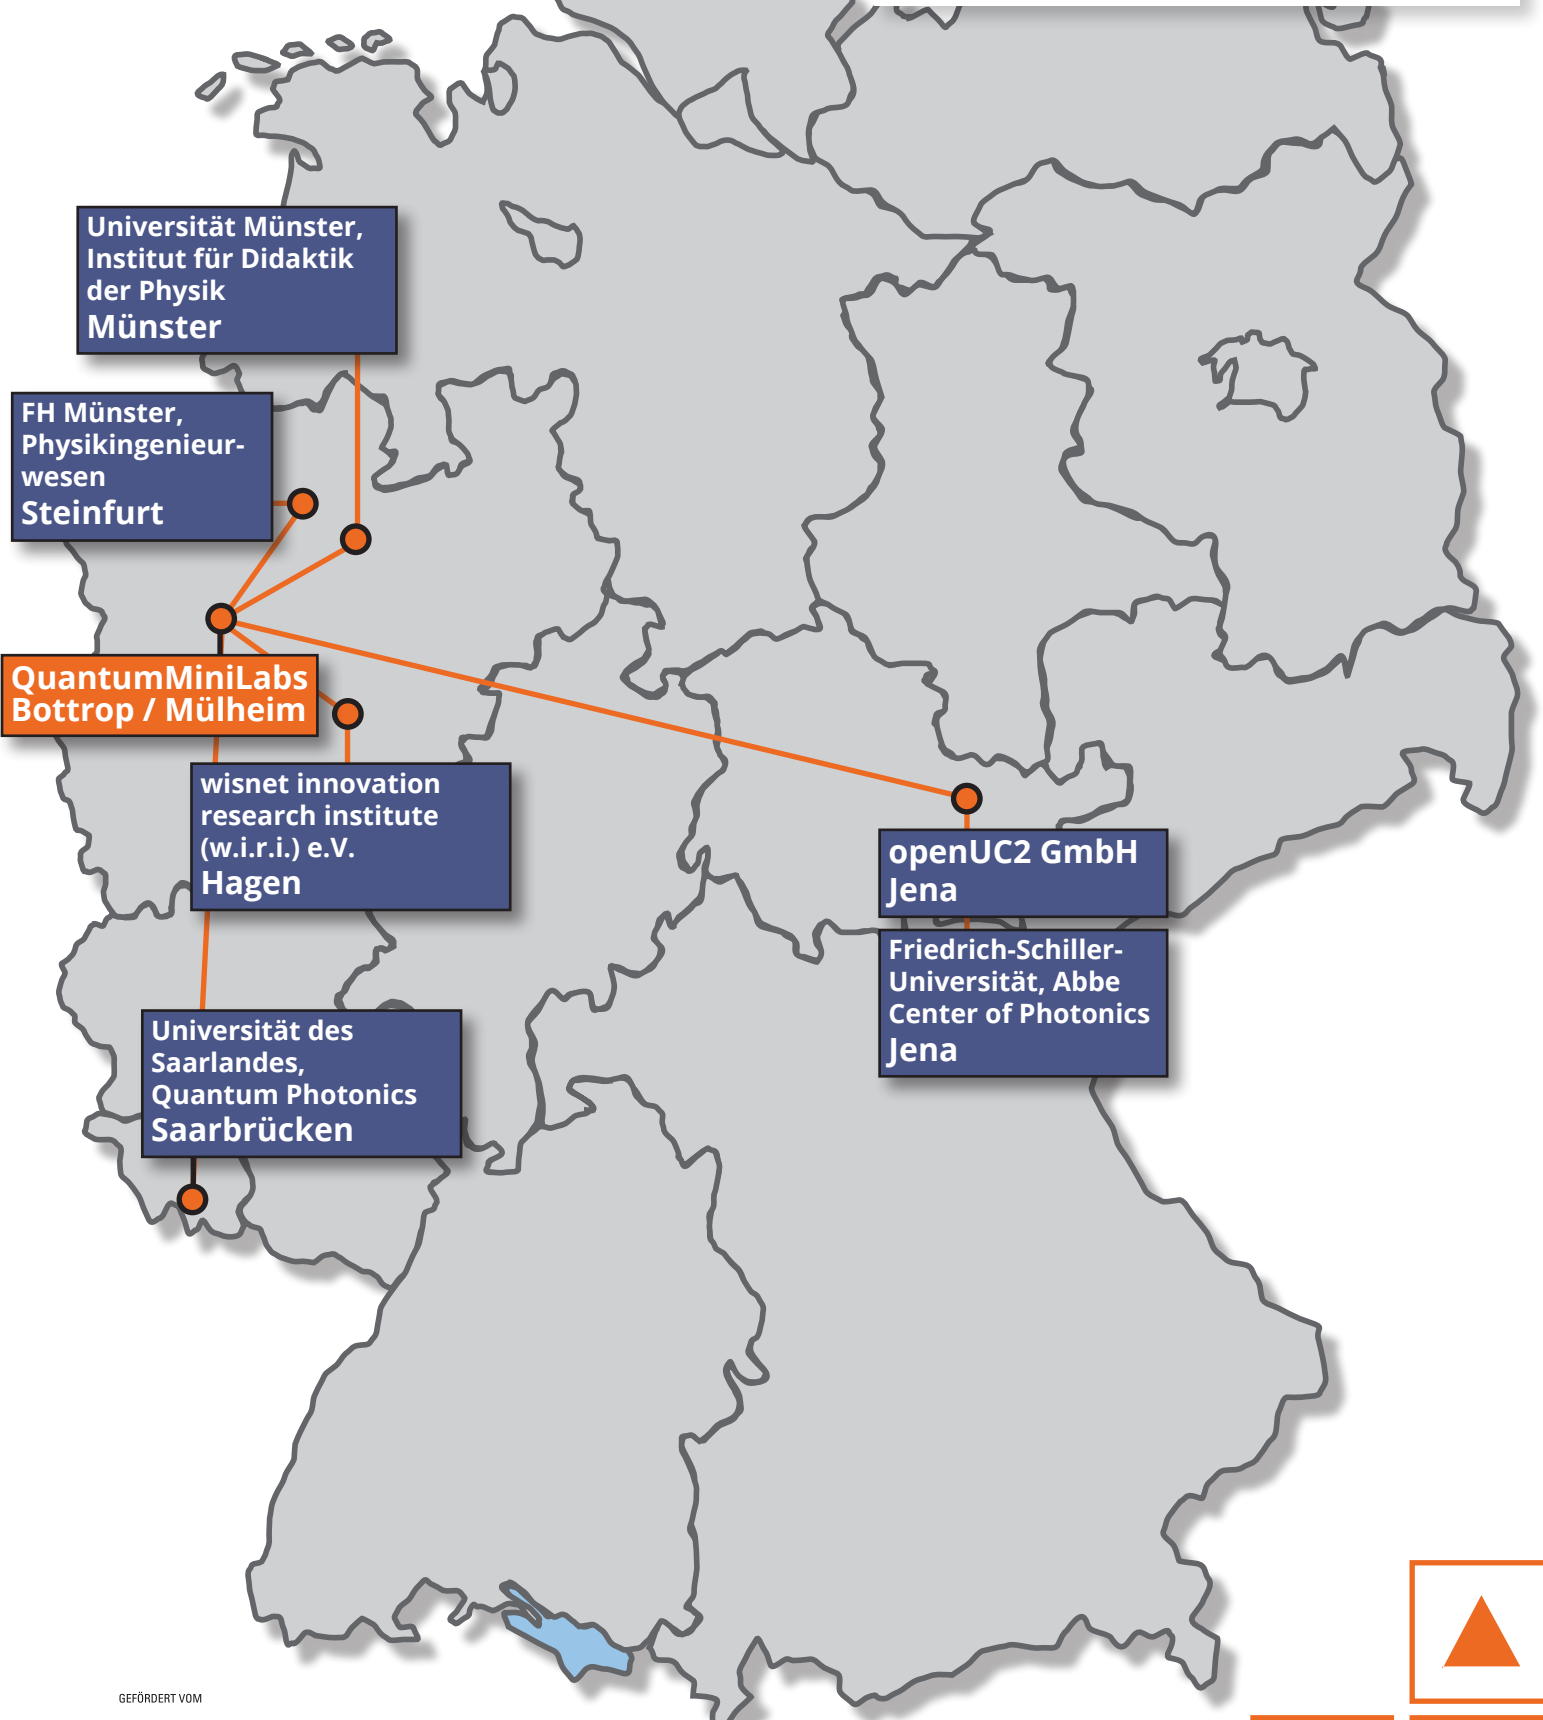 Universität Münster,
Institut für Didaktik
der Physik
Münster
FH Münster,
Physikingenieur-
wesen
Steinfurt
QuantumMiniLabs
Bottrop / Mülheim
wisnet innovation
research institute
(w.i.r.i.) e.V.
Hagen
openUC2 GmbH
Jena
Friedrich-Schiller-
Universität, Abbe
Center of Photonics
Jena
Universität des
Saarlandes,
Quantum Photonics
Saarbrücken
GEFÖRDERT VOM